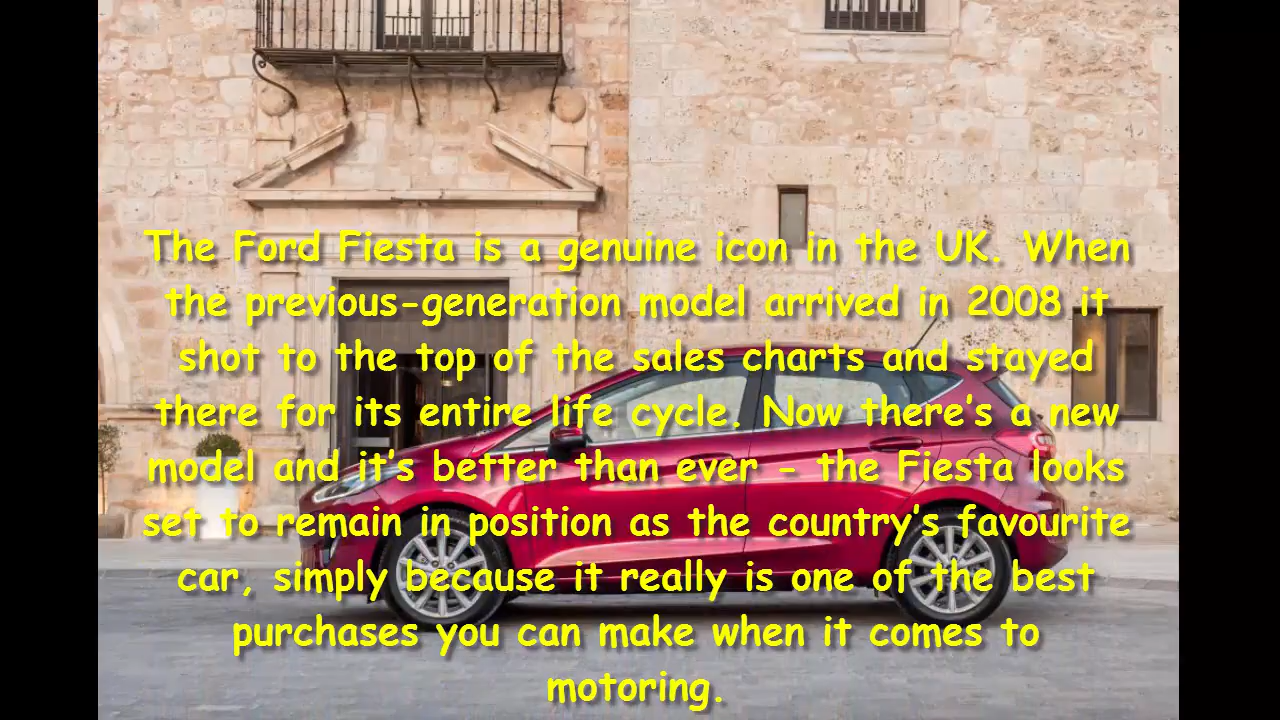 The Ford Fiesta is a genuine icon in the UK. When
the previous-generation model arrived in 2008 it
shot to the top of the sales charts and stayed
there for its entire life cycle. Now there's a new
model and it's better than ever - the Fiesta looks
set to remain in position as the country's favourite
car, simply because it really is one of the best
purchases you can make when it comes to
motoring.